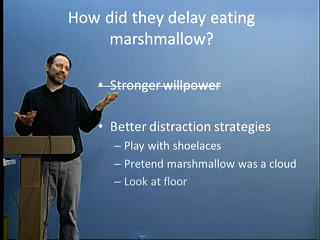 How did they delay eating
marshmallow?
• Stronger willpower
• Better distraction strategies
– Play with shoelaces
– Pretend marshmallow was a cloud
– Look at floor